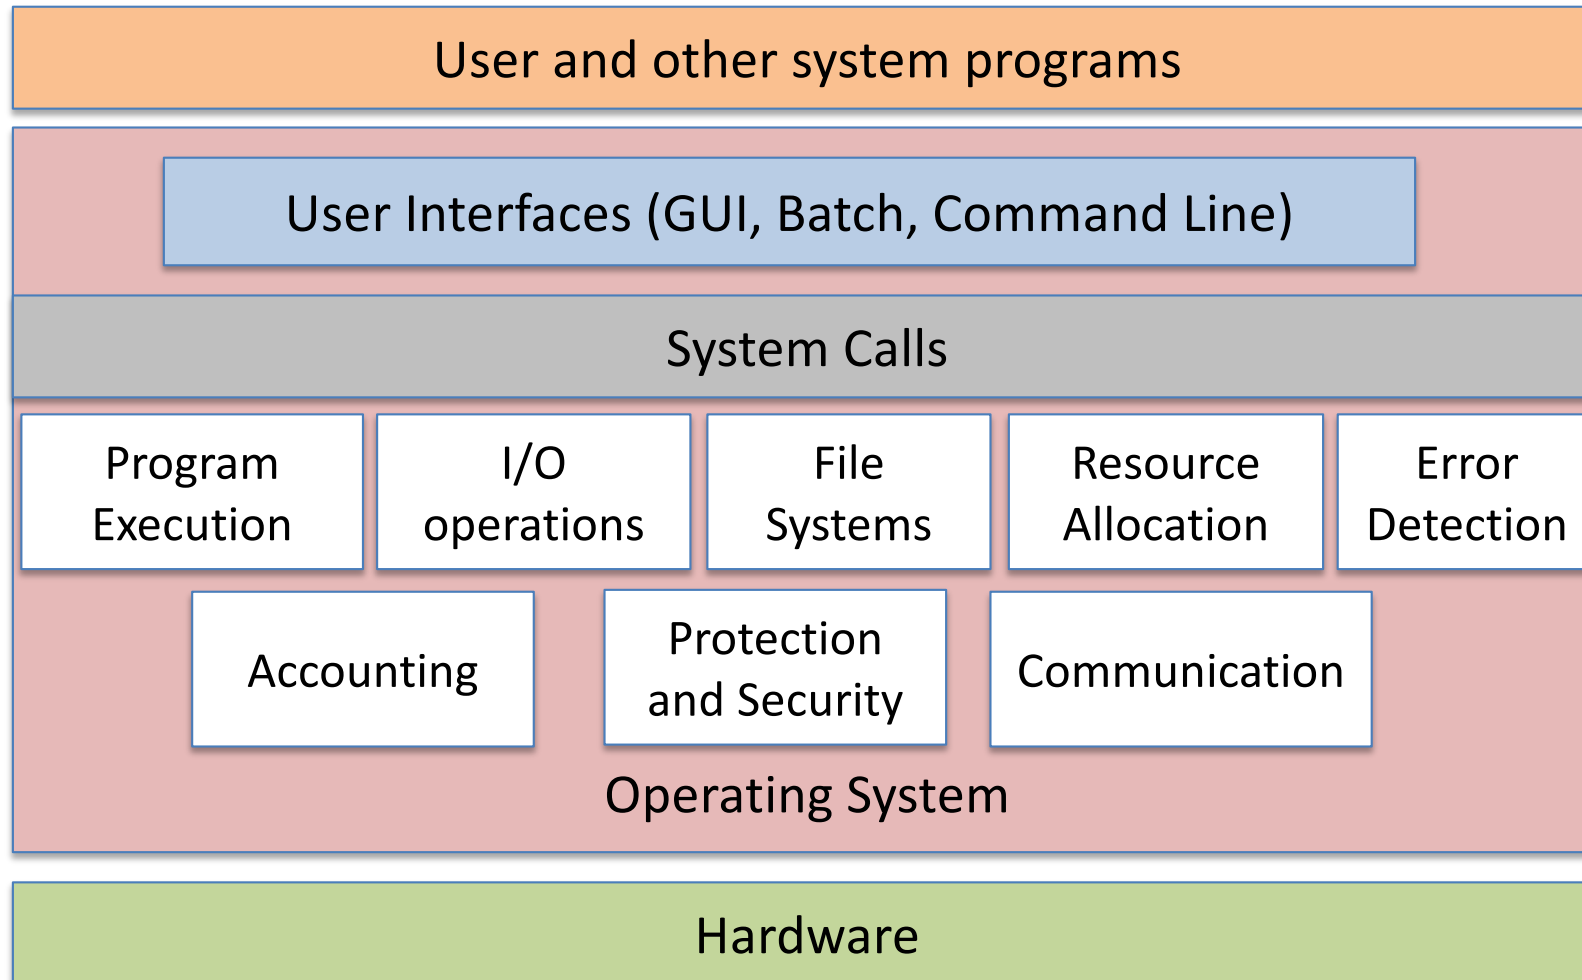 User and other system programs
User Interfaces (GUI, Batch, Command Line)
System Calls
Program
Execution
I/O
operations
File
Systems
Resource
Allocation
Error
Detection
Accounting
Protection
and Security
Communication
Operating System
Hardware